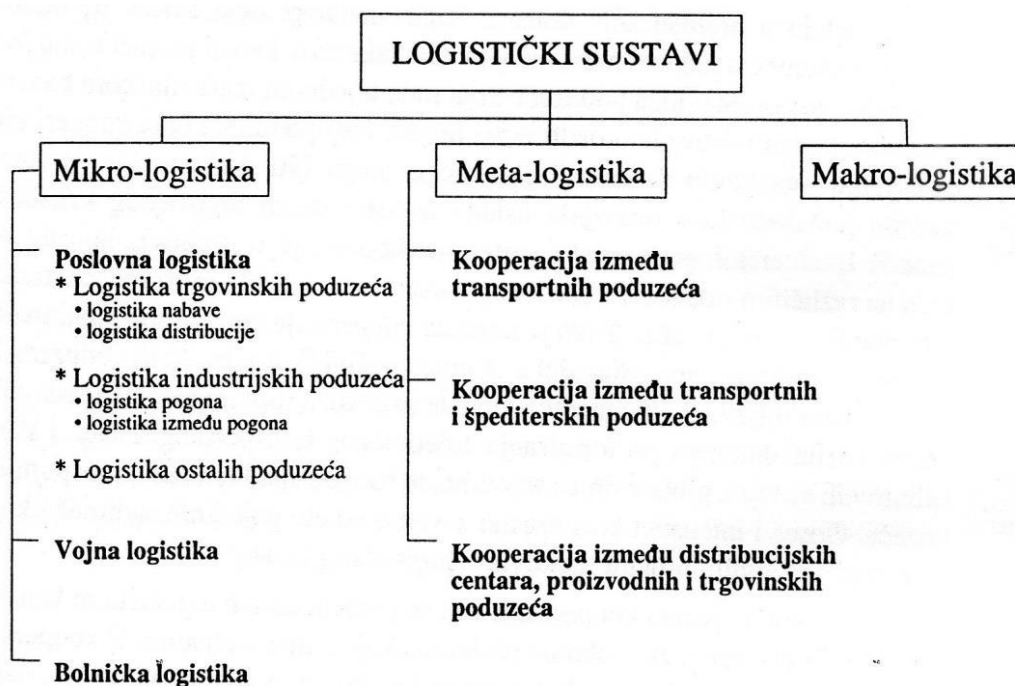 LOGISTIČKI SUSTAVI
Mikro-logistika
Meta-logistika
Makro-logistika
Poslovna logistika
* Logistika trgovinskih poduzeća
• logistika nabave
• logistika distribucije
* Logistika industrijskih poduzeća
• logistika pogona
• logistika između pogona
* Logistika ostalih poduzeća
Vojna logistika
Bolnička logistika
Kooperacija između
transportnih poduzeća
Kooperacija između transportnih
i špediterskih poduzeća
Kooperacija između distribucijskih
centara, proizvodnih i trgovinskih
poduzeća